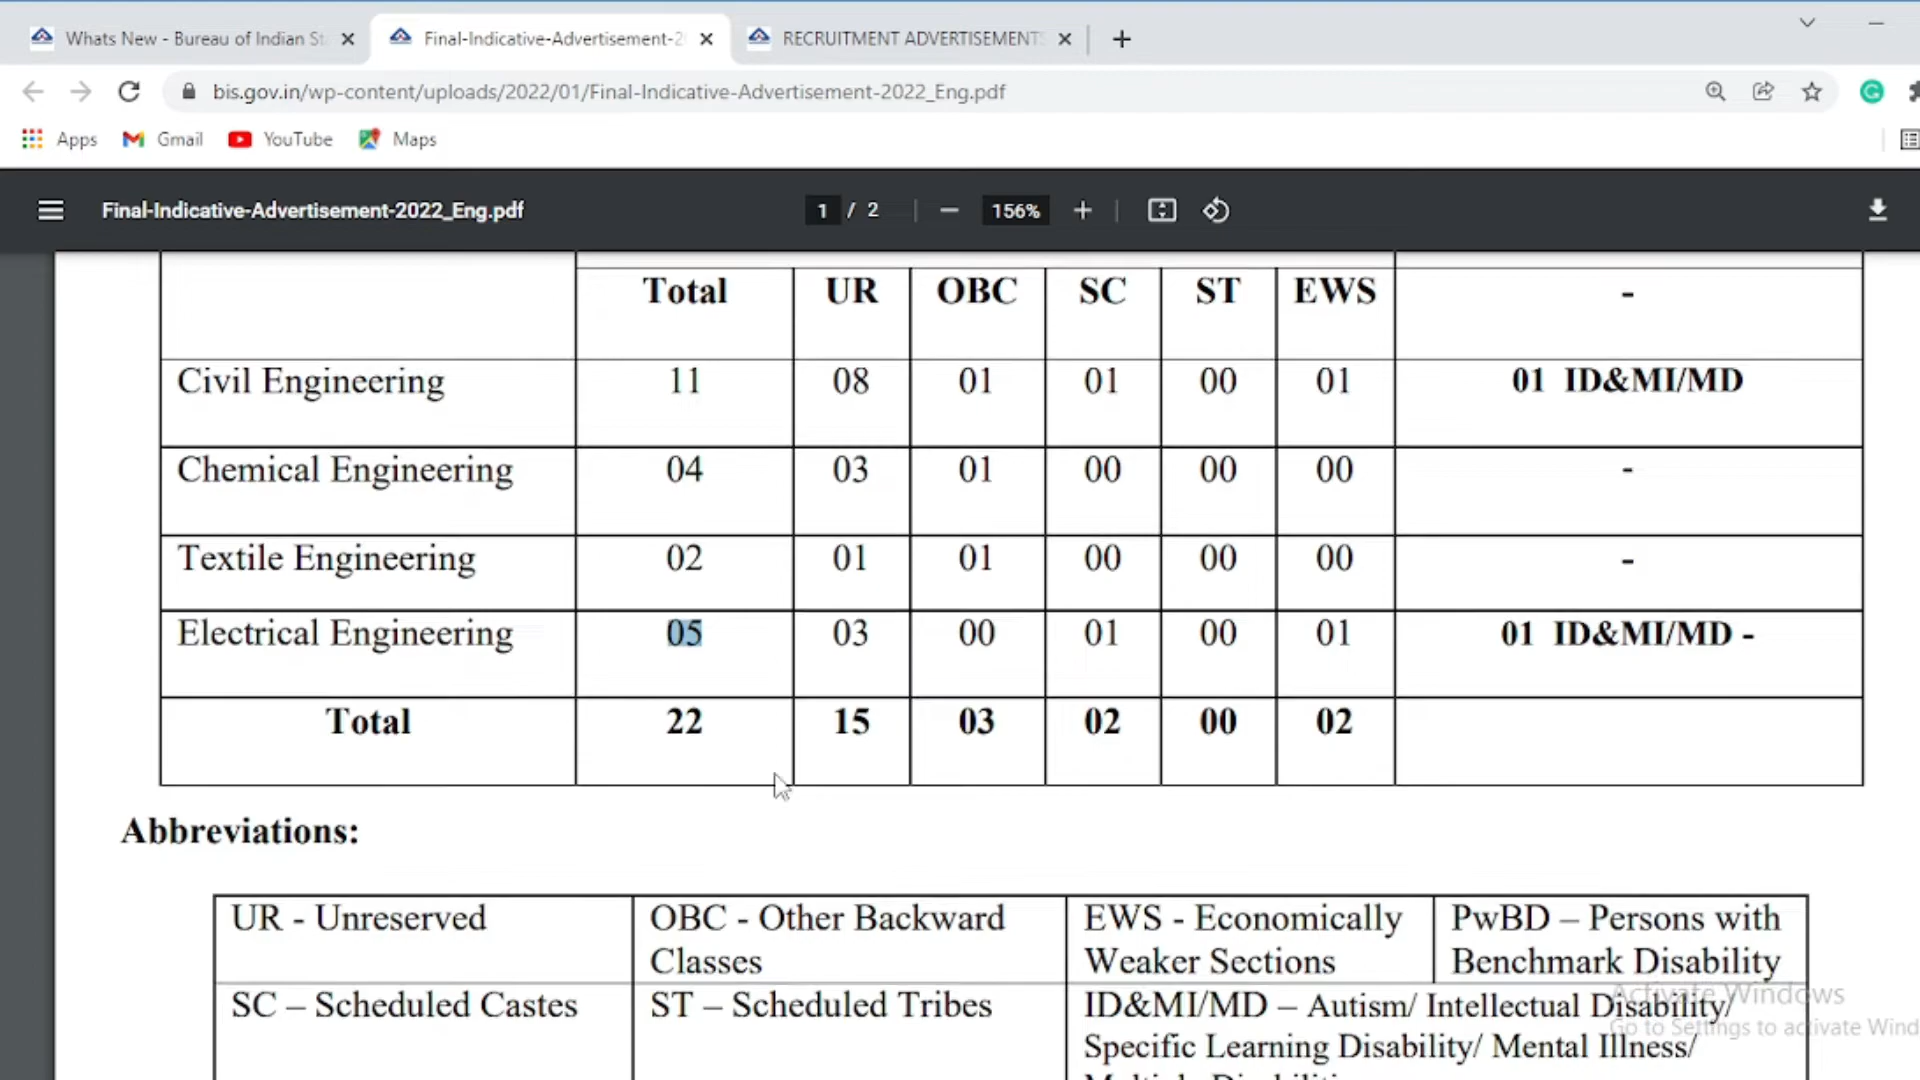 Whats New - Bureau of Indian St
Final-Indicative-Advertisement-2
RECRUITMENT ADVERTISEMENT
bis.gov.in/wp-content/uploads/2022/01/Final-Indicative-Advertisement-2022_Eng.pdf
Apps Gmail YouTube Maps
Final-Indicative-Advertisement-2022_Eng.pdf 1 / 2 156%
Total UR OBC SC ST EWS -
Civil Engineering 11 08 01 01 00 01 01 ID&MI/MD
Chemical Engineering 04 03 01 00 00 00 -
Textile Engineering 02 01 01 00 00 00 -
Electrical Engineering 05 03 00 01 00 01 01 ID&MI/MD -
Total 22 15 03 02 00 02
Abbreviations:
UR - Unreserved
OBC - Other Backward
Classes
EWS - Economically
Weaker Sections
PwBD – Persons with
Benchmark Disability
SC – Scheduled Castes
ST – Scheduled Tribes
ID&MI/MD – Autism/ Intellectual Disability/
Specific Learning Disability/ Mental Illness/
Activate Windows
Go to Settings to activate Wind